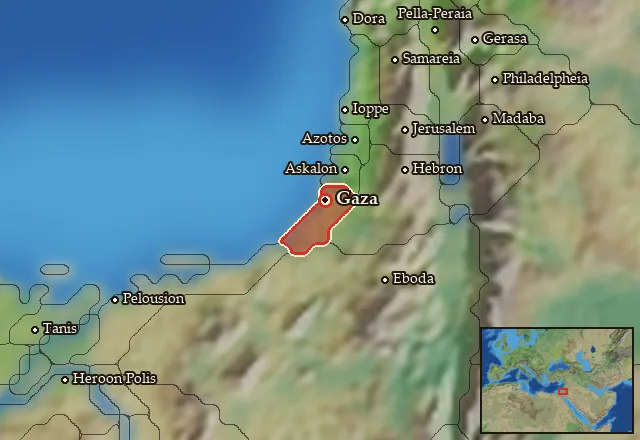 Dora
Pella-Peraia
Gerasa
Samareia
Philadelpheia
Ioppe
Madaba
Jerusalem
Azotos
Askalon
Hebron
Gaza
Eboda
Pelousion
Tanis
Heroon Polis